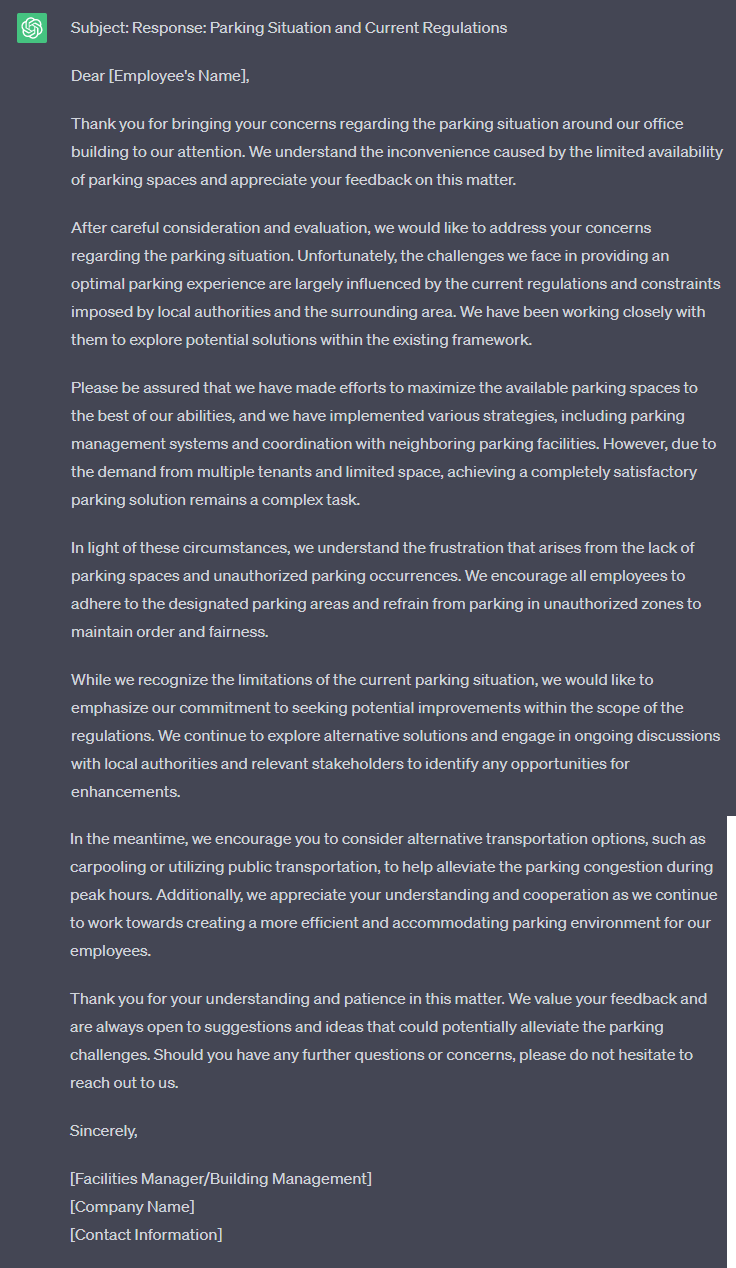 Subject: Response: Parking Situation and Current Regulations
Dear [Employee's Name],
Thank you for bringing your concerns regarding the parking situation around our office
building to our attention. We understand the inconvenience caused by the limited availability
of parking spaces and appreciate your feedback on this matter.
After careful consideration and evaluation, we would like to address your concerns
regarding the parking situation. Unfortunately, the challenges we face in providing an
optimal parking experience are largely influenced by the current regulations and constraints
imposed by local authorities and the surrounding area. We have been working closely with
them to explore potential solutions within the existing framework.
Please be assured that we have made efforts to maximize the available parking spaces to
the best of our abilities, and we have implemented various strategies, including parking
management systems and coordination with neighboring parking facilities. However, due to
the demand from multiple tenants and limited space, achieving a completely satisfactory
parking solution remains a complex task.
In light of these circumstances, we understand the frustration that arises from the lack of
parking spaces and unauthorized parking occurrences. We encourage all employees to
adhere to the designated parking areas and refrain from parking in unauthorized zones to
maintain order and fairness.
While we recognize the limitations of the current parking situation, we would like to
emphasize our commitment to seeking potential improvements within the scope of the
regulations. We continue to explore alternative solutions and engage in ongoing discussions
with local authorities and relevant stakeholders to identify any opportunities for
enhancements.
In the meantime, we encourage you to consider alternative transportation options, such as
carpooling or utilizing public transportation, to help alleviate the parking congestion during
peak hours. Additionally, we appreciate your understanding and cooperation as we continue
to work towards creating a more efficient and accommodating parking environment for our
employees.
Thank you for your understanding and patience in this matter. We value your feedback and
are always open to suggestions and ideas that could potentially alleviate the parking
challenges. Should you have any further questions or concerns, please do not hesitate to
reach out to us.
Sincerely,
[Facilities Manager/Building Management]
[Company Name]
[Contact Information]